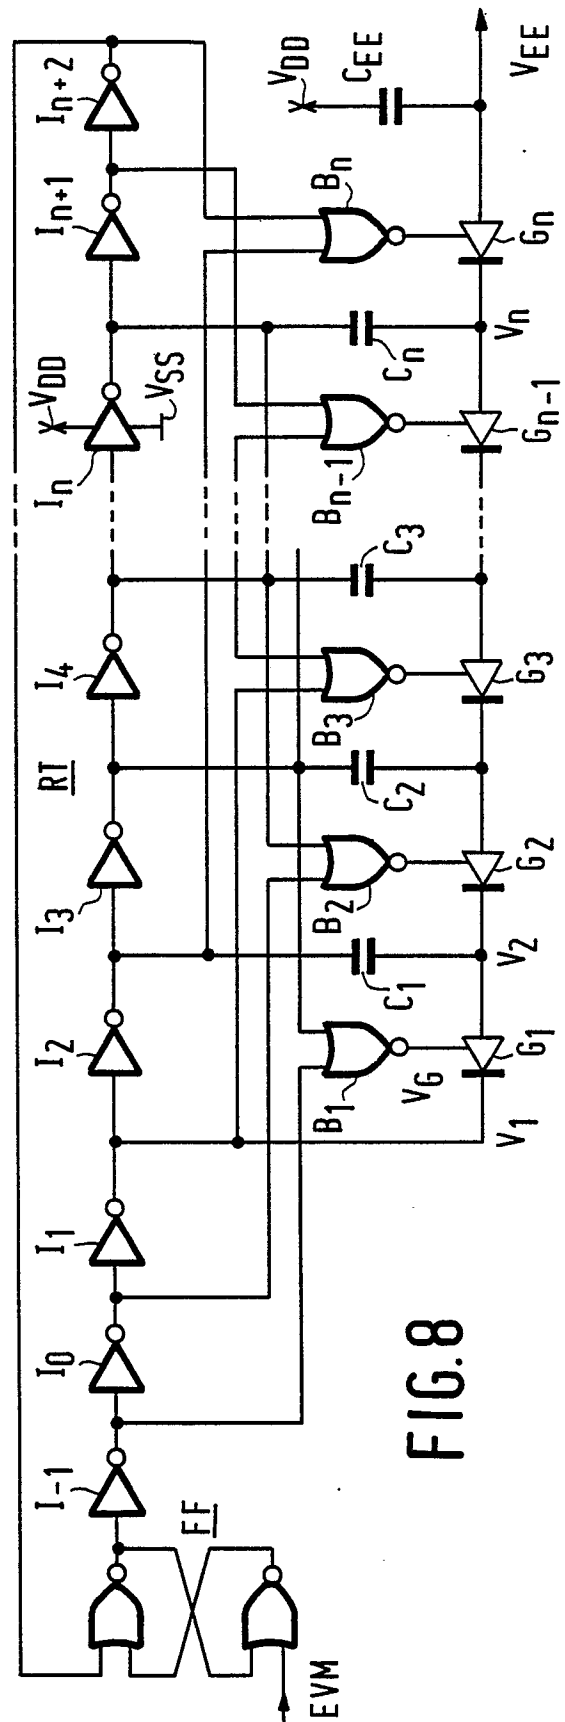 EVM
FF
I-1
I0
I1
I2
I3
RT
I4
In
VDD
VSS
In+1
In+2
B1
VG
C1
B2
C2
B3
C3
Bn-1
Cn
Bn
VDD
CEE
V1
G1
V2
G2
G3
Gn-1
Vn
Gn
VEE
FIG.8